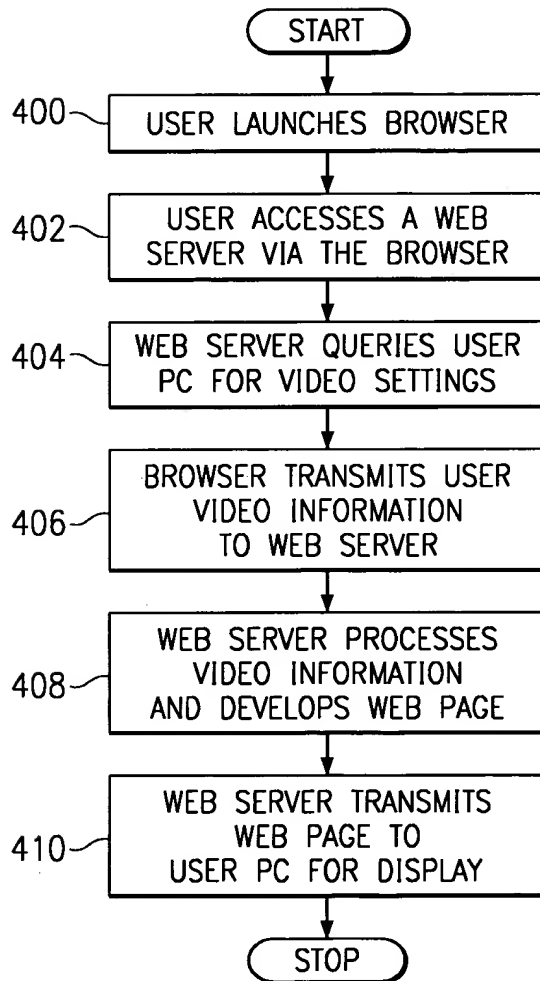 START
400
USER LAUNCHES BROWSER
402
USER ACCESSES A WEB
SERVER VIA THE BROWSER
404
WEB SERVER QUERIES USER
PC FOR VIDEO SETTINGS
406
BROWSER TRANSMITS USER
VIDEO INFORMATION
TO WEB SERVER
408
WEB SERVER PROCESSES
VIDEO INFORMATION
AND DEVELOPS WEB PAGE
410
WEB SERVER TRANSMITS
WEB PAGE TO
USER PC FOR DISPLAY
STOP